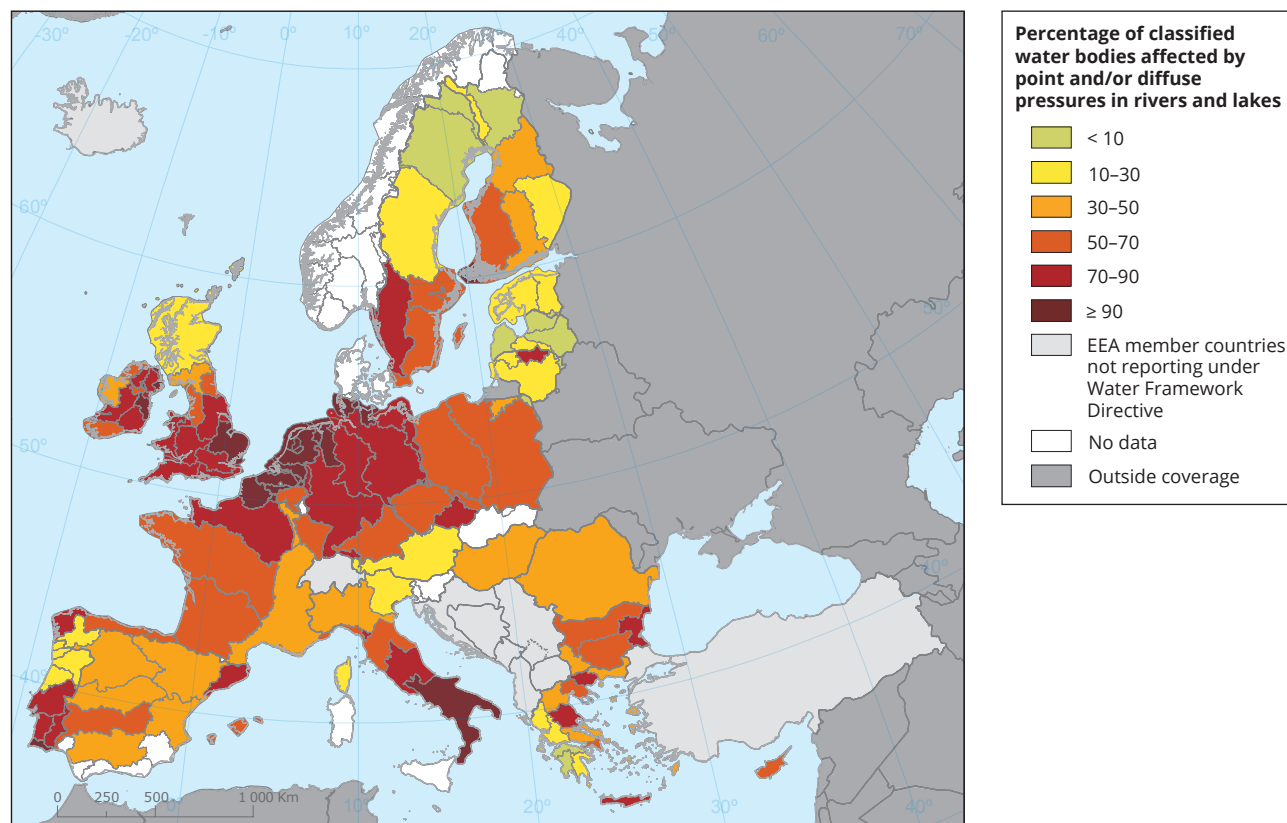 -30°
-20°
-10°
0°
10°
20°
30°
40°
50°
60°
70°
60°
50°
50°
40°
40°
0°
10°
20°
30°
40°
0 250 500 1 000 Km
Percentage of classified
water bodies affected by
point and/or diffuse
pressures in rivers and lakes
< 10
10–30
30–50
50–70
70–90
≥ 90
EEA member countries
not reporting under
Water Framework
Directive
No data
Outside coverage